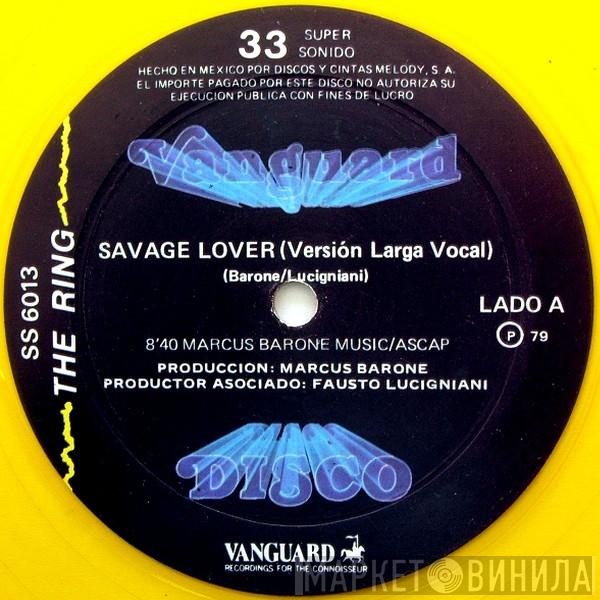 33 SUPER
SONIDO
HECHO EN MEXICO POR DISCOS Y CINTAS MELODY, S. A.
EL IMPORTE PAGADO POR ESTE DISCO NO AUTORIZA SU
EJECUCION PUBLICA CON FINES DE LUCRO
Vanguard
SAVAGE LOVER (Versión Larga Vocal)
(Barone/Lucigniani)
SS 6013
THE RING
LADO A
Ⓟ 79
8'40 MARCUS BARONE MUSIC/ASCAP
PRODUCCION: MARCUS BARONE
PRODUCTOR ASOCIADO: FAUSTO LUCIGNIANI
DISCO
VANGUARD
RECORDINGS FOR THE CONNOISSEUR
МАРКЕТ ВИНИЛА